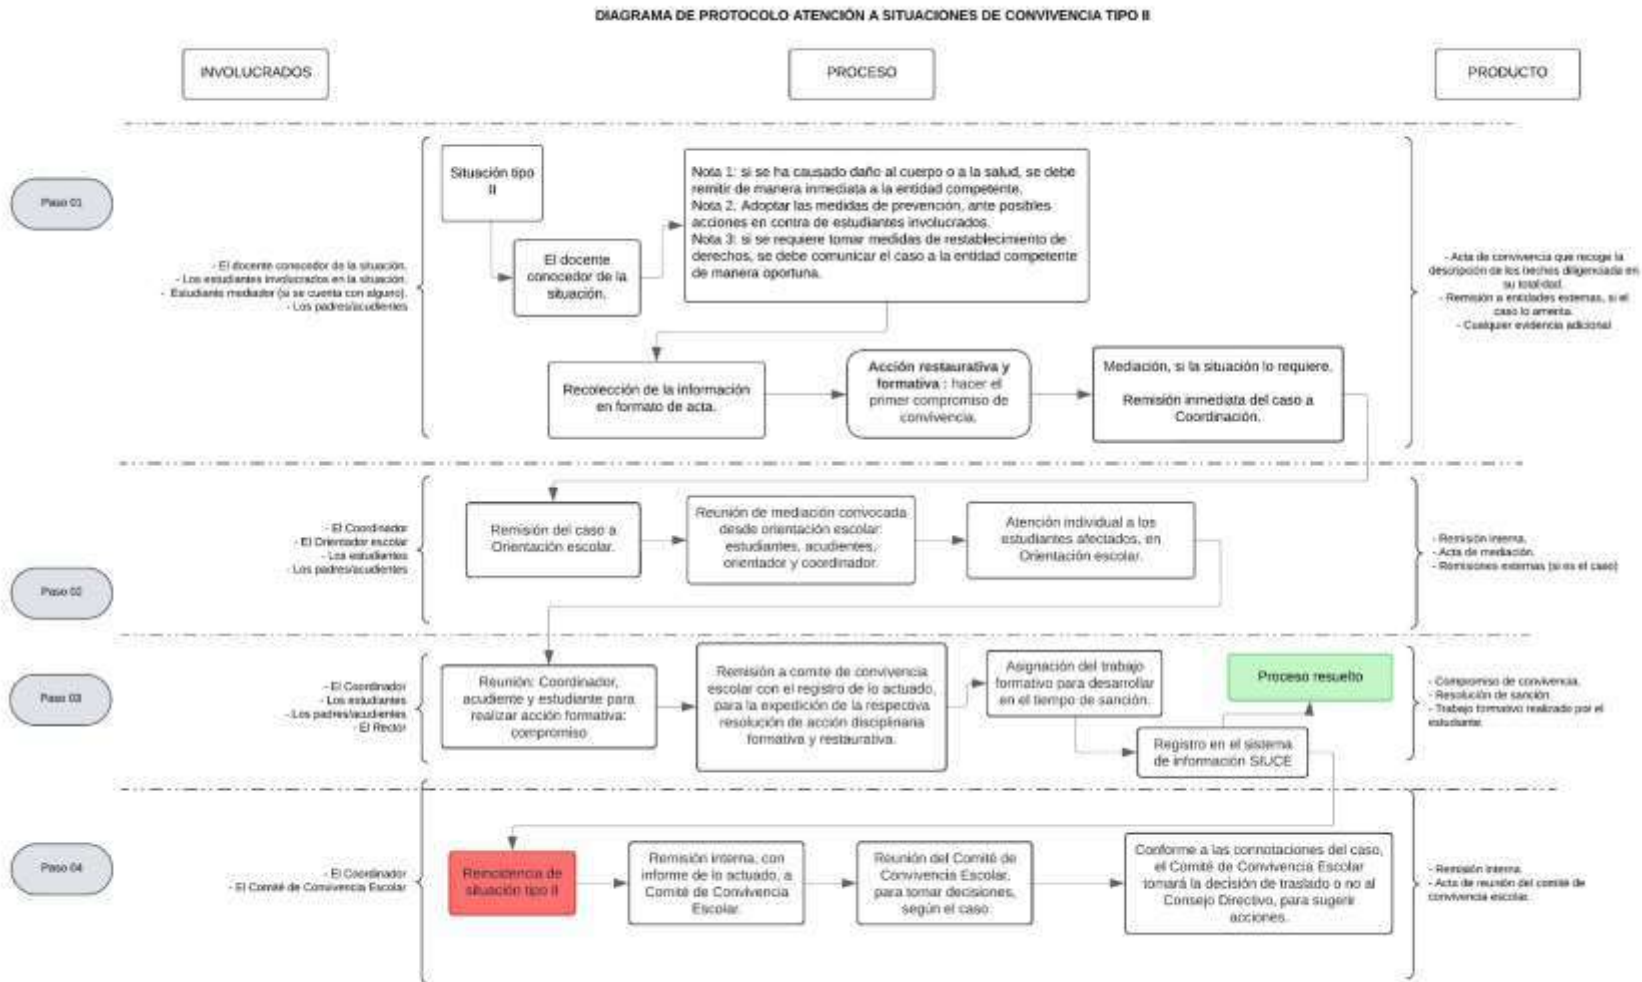 DIAGRAMA DE PROTOCOLO ATENCIÓN A SITUACIONES DE CONVIVENCIA TIPO II
INVOLUCRADOS
PROCESO
PRODUCTO
Paso 01
- El docente conocedor de la situación.
- Los estudiantes involucrados en la situación.
- Estudiante mediador (si se cuenta con alguno).
- Los padres/acudientes
Situación tipo
II
El docente
conocedor de la
situación.
Nota 1: si se ha causado daño al cuerpo o a la salud, se debe
remitir de manera inmediata a la entidad competente.
Nota 2. Adoptar las medidas de prevención, ante posibles
acciones en contra de estudiantes involucrados.
Nota 3: si se requiere tomar medidas de restablecimiento de
derechos, se debe comunicar el caso a la entidad competente
de manera oportuna.
Recolección de la información
en formato de acta.
Acción restaurativa y
formativa : hacer el
primer compromiso de
convivencia.
Mediación, si la situación lo requiere.
Remisión inmediata del caso a
Coordinación.
- Acta de convivencia que recoge la
descripción de los hechos diligenciada en
su totalidad.
- Remisión a entidades externas, si el
caso lo amerita.
- Cualquier evidencia adicional
Paso 02
- El Coordinador
- El Orientador escolar
- Los estudiantes
- Los padres/acudientes
Remisión del caso a
Orientación escolar.
Reunión de mediación convocada
desde orientación escolar:
estudiantes, acudientes,
orientador y coordinador.
Atención individual a los
estudiantes afectados, en
Orientación escolar.
- Remisión interna.
- Acta de mediación.
- Remisiones externas (si es el caso)
Paso 03
- El Coordinador
- Los estudiantes
- Los padres/acudientes
- El Rector
Reunión: Coordinador,
acudiente y estudiante para
realizar acción formativa:
compromiso
Remisión a comite de convivencia
escolar con el registro de lo actuado,
para la expedición de la respectiva
resolución de acción disciplinaria
formativa y restaurativa.
Asignación del trabajo
formativo para desarrollar
en el tiempo de sanción.
Registro en el sistema
de información SIUCE
Proceso resuelto
- Compromiso de convivencia.
- Resolución de sanción.
- Trabajo formativo realizado por el
estudiante.
Paso 04
- El Coordinador
- El Comité de Convivencia Escolar
Reincidencia de
situación tipo II
Remisión interna, con
informe de lo actuado, a
Comité de Convivencia
Escolar.
Reunión del Comité de
Convivencia Escolar,
para tomar decisiones,
según el caso.
Conforme a las connotaciones del caso,
el Comité de Convivencia Escolar
tomará la decisión de traslado o no al
Consejo Directivo, para sugerir
acciones.
- Remisión interna
- Acta de reunión del comité de
convivencia escolar.